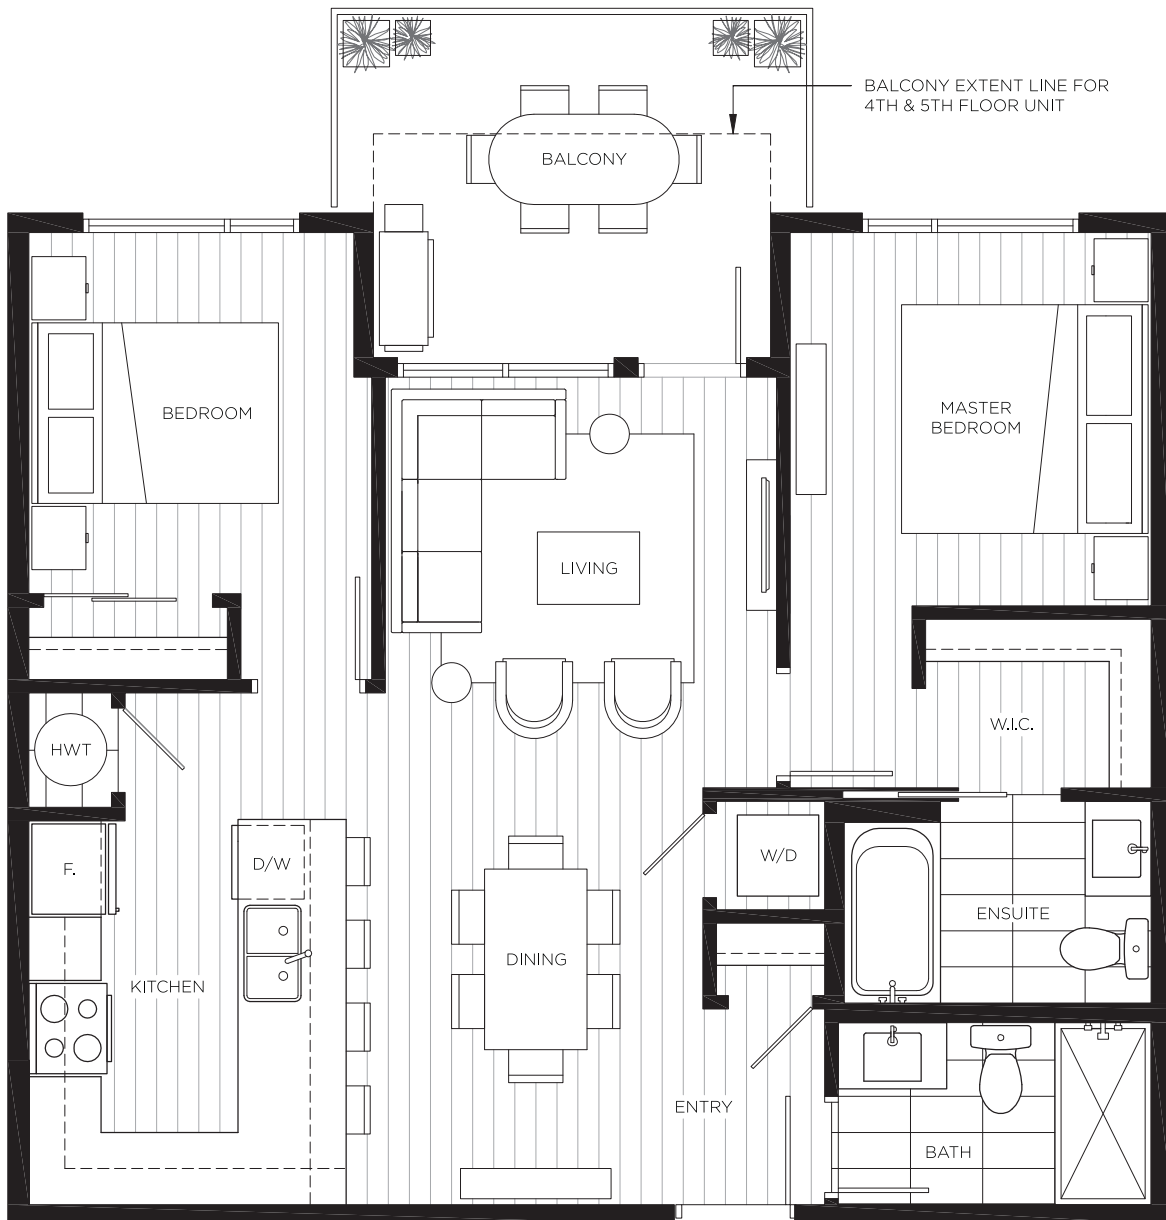 BALCONY EXTENT LINE FOR
4TH & 5TH FLOOR UNIT
BALCONY
BEDROOM
MASTER
BEDROOM
LIVING
W.I.C.
HWT
F.
D/W
W/D
ENSUITE
DINING
KITCHEN
ENTRY
BATH